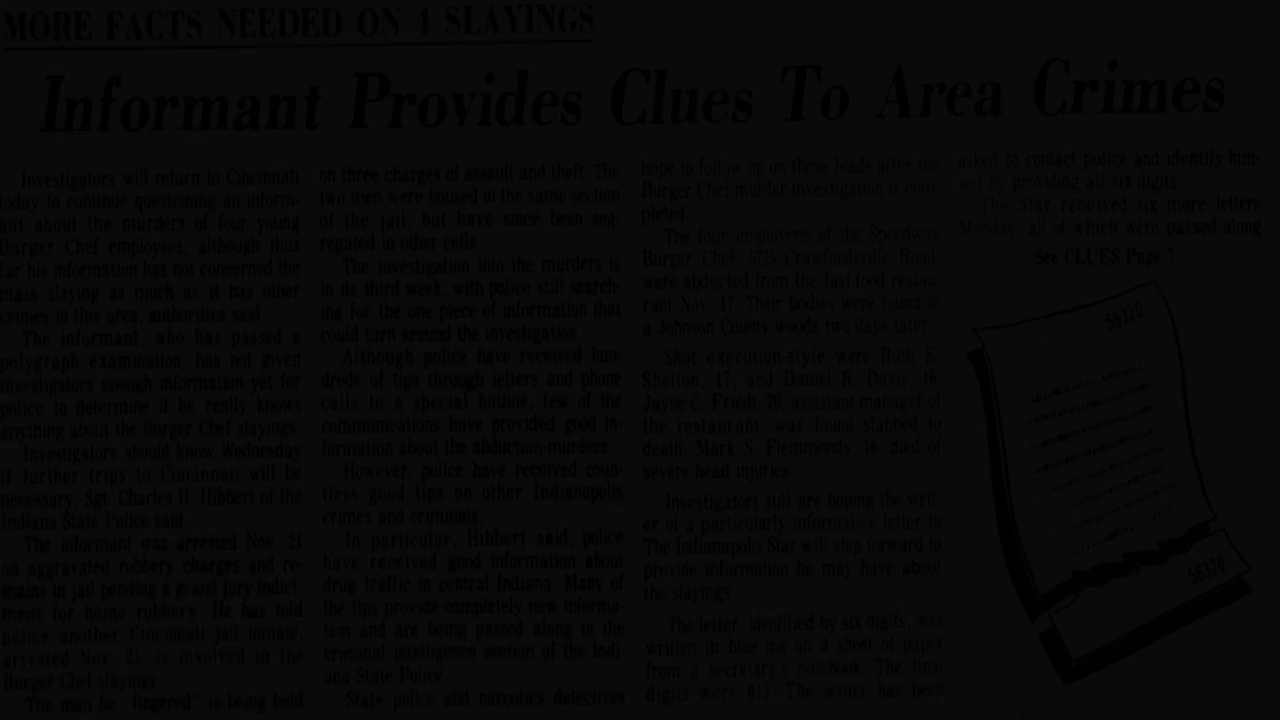 MORE FACTS NEEDED ON 4 SLAYINGS
Informant Provides Clues To Area Crimes
Investigators will return to Cincinnati
today to continue questioning an inform-
ant about the murders of four young
Burger Chef employees, although thus
far his information has not concerned the
mass slaying as much as it has other
crimes in this area, authorities said.
The informant, who has passed a
polygraph examination, has not given
investigators enough information yet for
police to determine if he really knows
anything about the Burger Chef slayings.
Investigators should know Wednesday
if further trips to Cincinnati will be
necessary, Sgt. Charles H. Hibbert of the
Indiana State Police said.
The informant was arrested Nov. 21
on aggravated robbery charges and re-
mains in jail pending a grand jury indict-
ment for home robbery. He has told
police another Cincinnati jail inmate,
arrested Nov. 21, is involved in the
Burger Chef slayings.
The man he "fingered" is being held
on three charges of assault and theft. The
two men were housed in the same section
of the jail, but have since been seg-
regated in other cells.
The investigation into the murders is
in its third week, with police still search-
ing for the one piece of information that
could turn around the investigation.
Although police have received hun-
dreds of tips through letters and phone
calls to a special hotline, few of the
communications have provided good in-
formation about the abduction-murders.
However, police have received coun-
tless good tips on other Indianapolis
crimes and criminals.
In particular, Hibbert said, police
have received good information about
drug traffic in central Indiana. Many of
the tips provide completely new informa-
tion and are being passed along to the
criminal intelligence section of the Indi-
ana State Police.
State police and narcotics detectives
hope to follow up on these leads after the
Burger Chef murder investigation is com-
pleted.
The four employees of the Speedway
Burger Chef, 5725 Crawfordsville Road,
were abducted from the fast-food restau-
rant Nov. 17. Their bodies were found in
a Johnson County woods two days later.
Shot execution-style were Ruth E.
Shelton, 17, and Daniel R. Davis, 16.
Jayne C. Friedt, 20, assistant manager of
the restaurant, was found stabbed to
death. Mark S. Flemmonds, 16, died of
severe head injuries.
Investigators still are hoping the writ-
er of a particularly informative letter to
The Indianapolis Star will step forward to
provide information he may have about
the slayings.
The letter, identified by six digits, was
written in blue ink on a sheet of paper
from a secretary's notebook. The final
digits were 812. The writer has been
asked to contact police and identify him-
self by providing all six digits.
The Star received six more letters
Monday, all of which were passed along
See CLUES Page 7
56320
56320